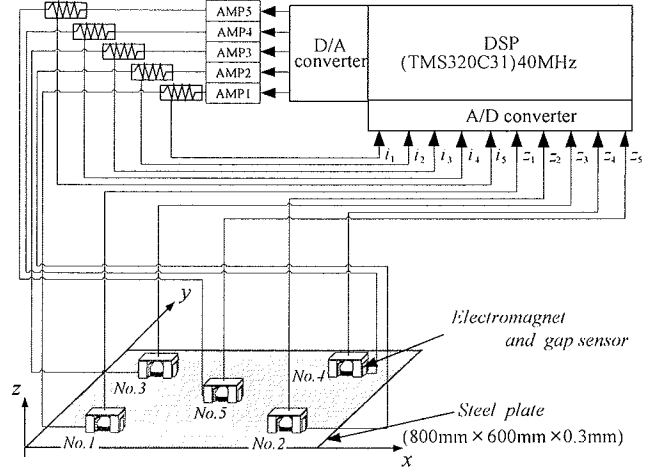 AMP5
AMP4
AMP3
AMP2
AMP1
D/A
converter
DSP
(TMS320C31)40MHz
A/D converter
i₁ i₂ i₃ i₄ i₅ z₁ z₂ z₃ z₄ z₅
y
Electromagnet
and gap sensor
No.3
No.4
No.5
z
No.1
No.2
Steel plate
(800mm×600mm×0.3mm)
x